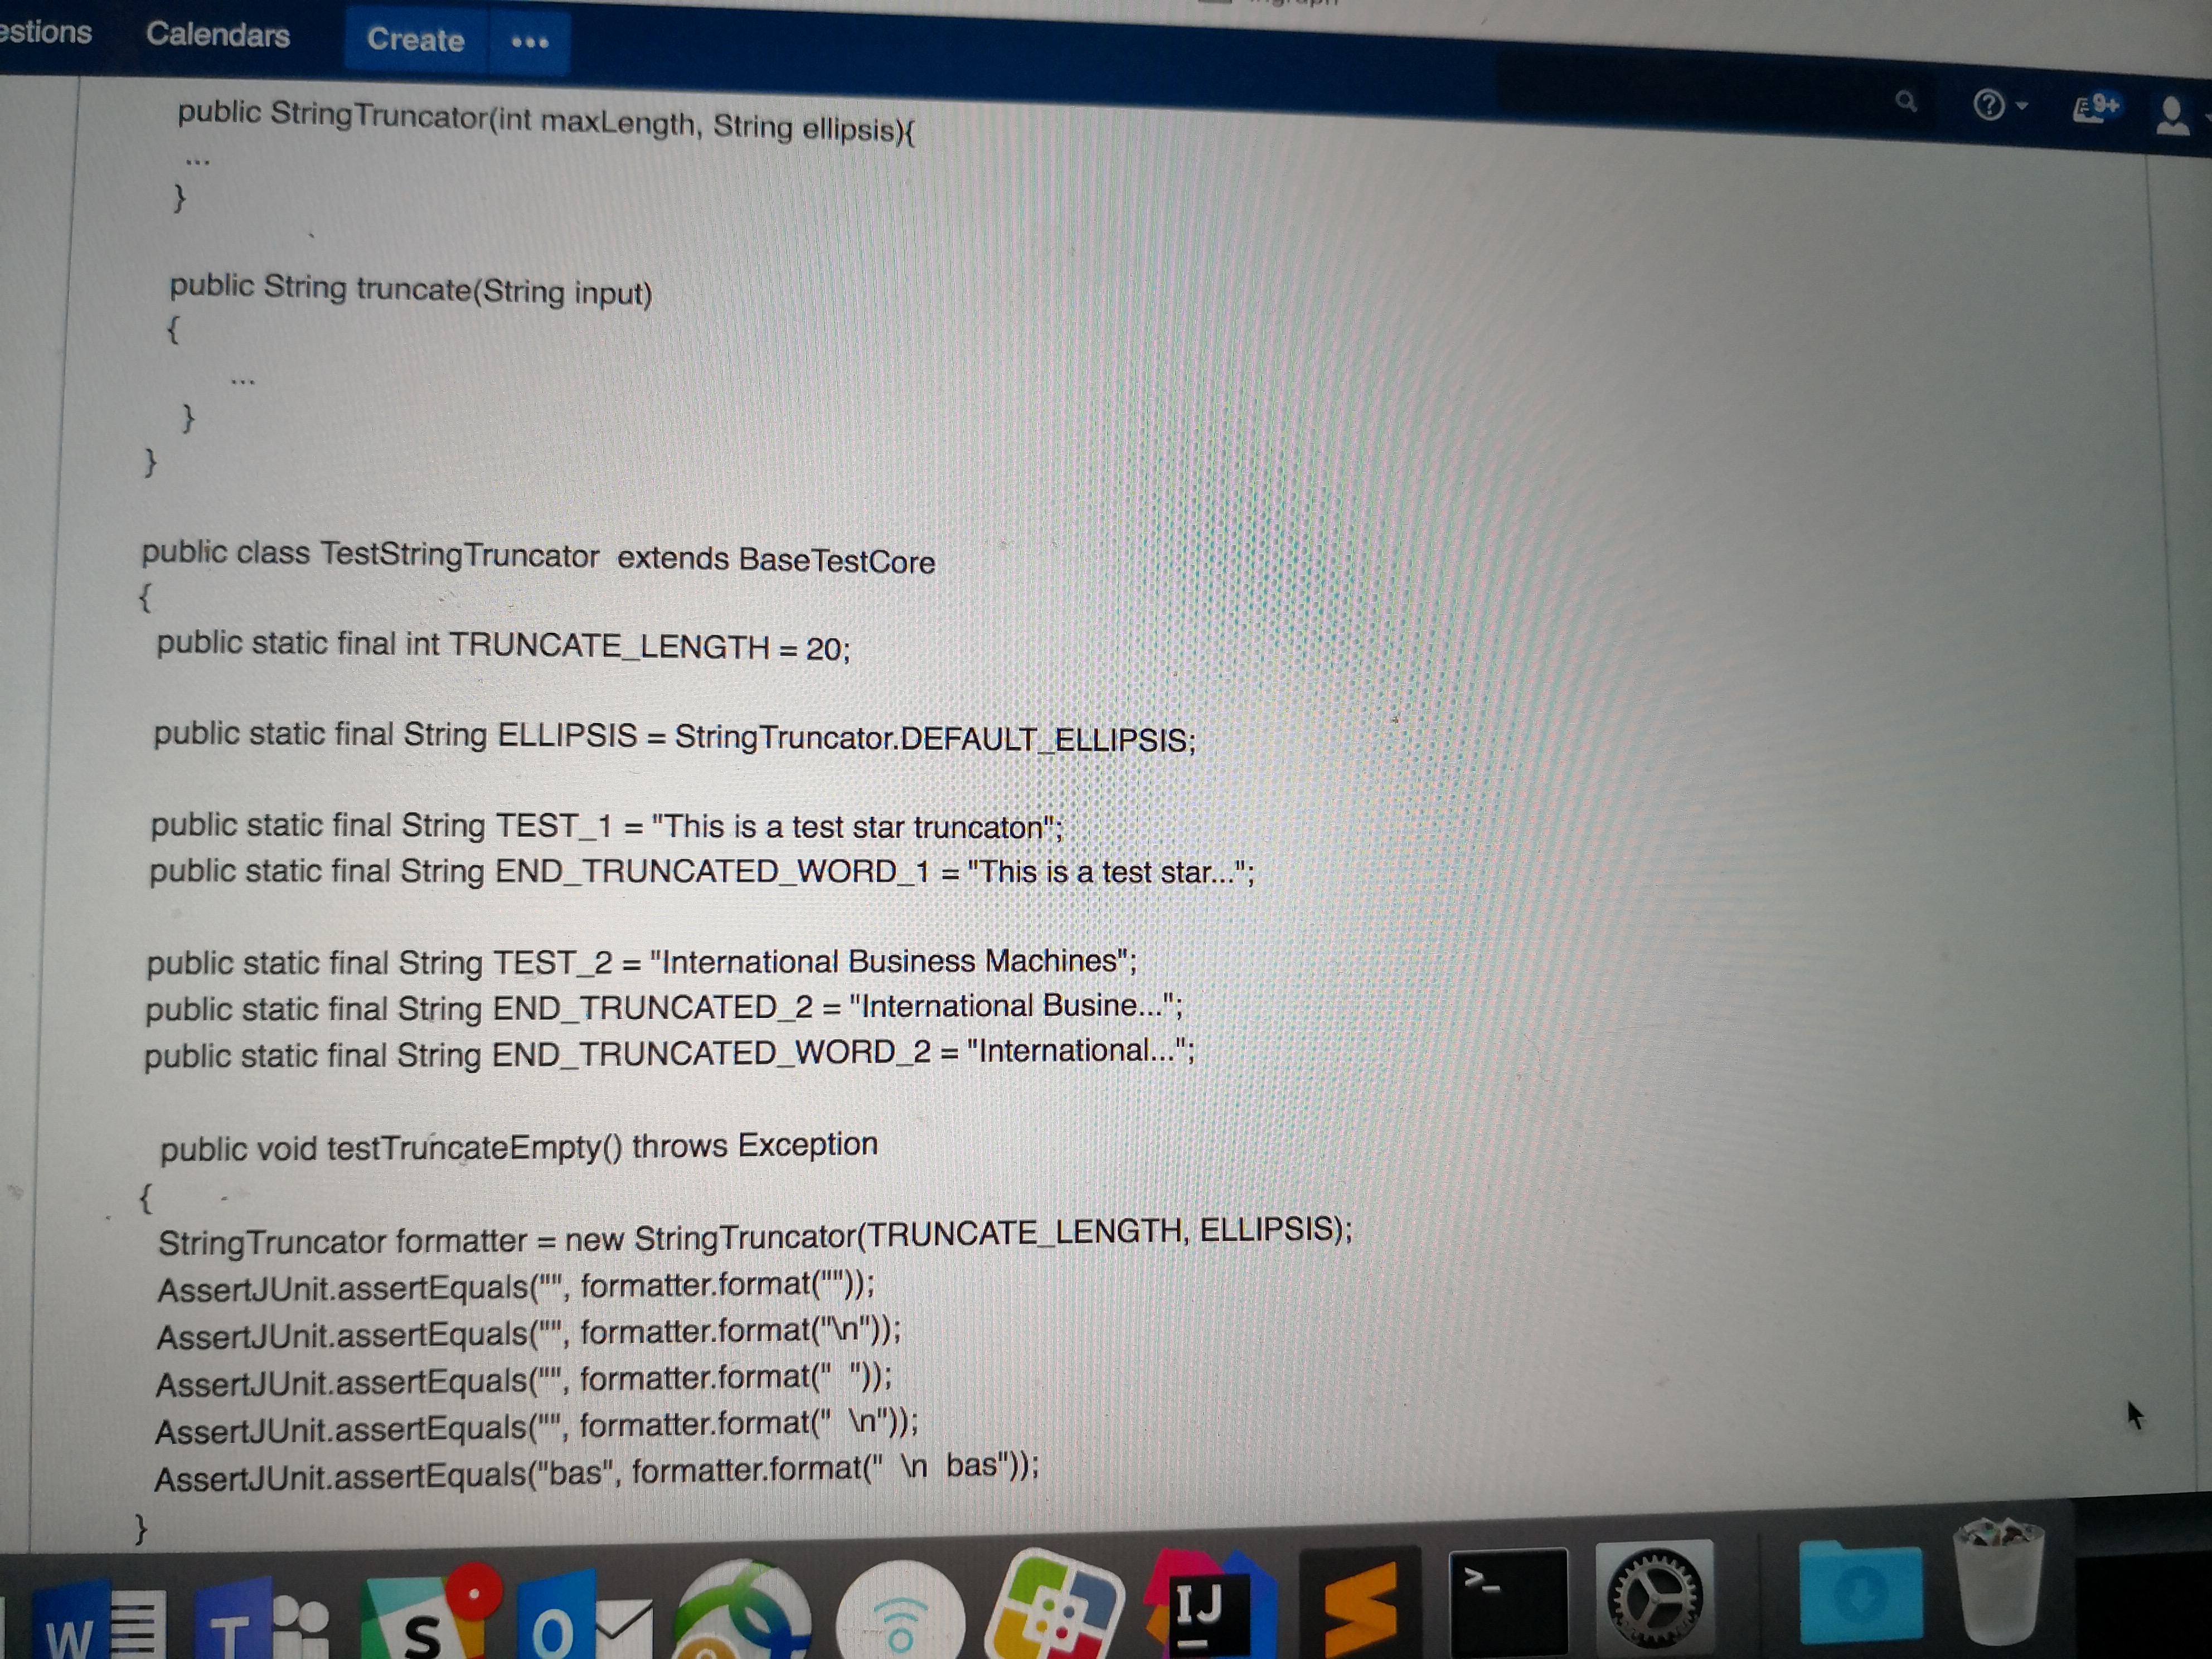 estions Calendars Create •••
9+
public StringTruncator(int maxLength, String ellipsis){
...
}
public String truncate(String input)
{
...
}
}
public class TestStringTruncator  extends BaseTestCore
{
public static final int TRUNCATE_LENGTH = 20;
public static final String ELLIPSIS = StringTruncator.DEFAULT_ELLIPSIS;
public static final String TEST_1 = "This is a test star truncaton";
public static final String END_TRUNCATED_WORD_1 = "This is a test star...";
public static final String TEST_2 = "International Business Machines";
public static final String END_TRUNCATED_2 = "International Busine...";
public static final String END_TRUNCATED_WORD_2 = "International...";
public void testTruncateEmpty() throws Exception
{
StringTruncator formatter = new StringTruncator(TRUNCATE_LENGTH, ELLIPSIS);
AssertJUnit.assertEquals("", formatter.format(""));
AssertJUnit.assertEquals("", formatter.format("\n"));
AssertJUnit.assertEquals("", formatter.format("  "));
AssertJUnit.assertEquals("", formatter.format("  \n"));
AssertJUnit.assertEquals("bas", formatter.format("  \n  bas"));
}
W T S O IJ >_